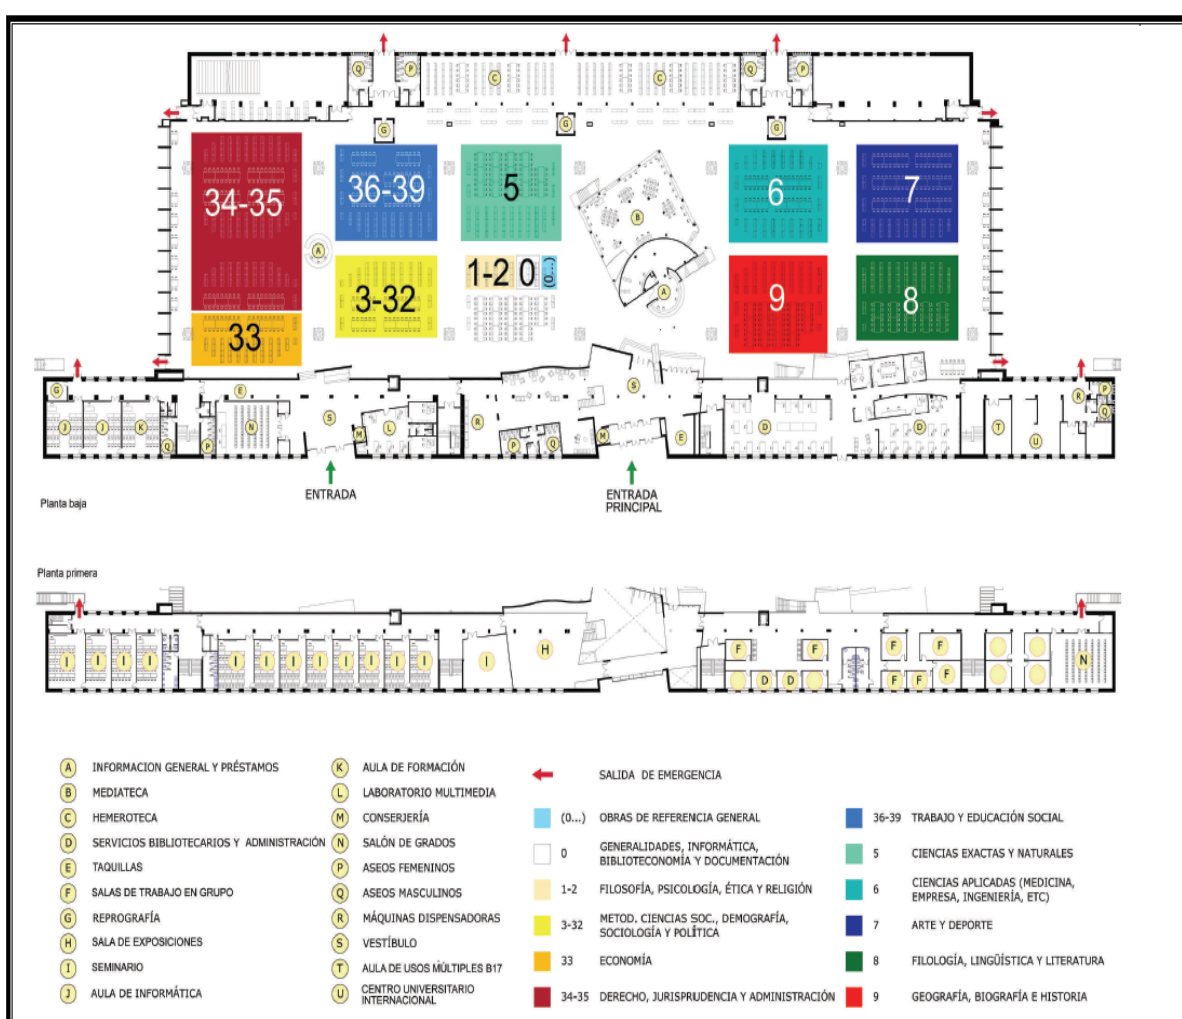 Q
P
C
C
Q
P
G
G
G
34-35
36-39
5
6
7
B
A
1-2
0
(0...)
A
3-32
9
8
33
G
E
S
R
P
Q
J
J
K
N
S
M
L
R
M
E
D
D
T
U
Q
P
P
Q
ENTRADA
ENTRADA
PRINCIPAL
Planta baja
Planta primera
I
I
I
I
I
I
I
I
I
I
I
I
I
H
F
F
F
F
N
D
D
F
F
F
A INFORMACION GENERAL Y PRÉSTAMOS
B MEDIATECA
C HEMEROTECA
D SERVICIOS BIBLIOTECARIOS Y ADMINISTRACIÓN
E TAQUILLAS
F SALAS DE TRABAJO EN GRUPO
G REPROGRAFÍA
H SALA DE EXPOSICIONES
I SEMINARIO
J AULA DE INFORMÁTICA
K AULA DE FORMACIÓN
L LABORATORIO MULTIMEDIA
M CONSERJERÍA
N SALÓN DE GRADOS
P ASEOS FEMENINOS
Q ASEOS MASCULINOS
R MÁQUINAS DISPENSADORAS
S VESTÍBULO
T AULA DE USOS MÚLTIPLES B17
U CENTRO UNIVERSITARIO
INTERNACIONAL
SALIDA DE EMERGENCIA
(0...) OBRAS DE REFERENCIA GENERAL
0 GENERALIDADES, INFORMÁTICA,
BIBLIOTECONOMÍA Y DOCUMENTACIÓN
1-2 FILOSOFÍA, PSICOLOGÍA, ÉTICA Y RELIGIÓN
3-32 METOD. CIENCIAS SOC., DEMOGRAFÍA,
SOCIOLOGÍA Y POLÍTICA
33 ECONOMÍA
34-35 DERECHO, JURISPRUDENCIA Y ADMINISTRACIÓN
36-39 TRABAJO Y EDUCACIÓN SOCIAL
5 CIENCIAS EXACTAS Y NATURALES
6 CIENCIAS APLICADAS (MEDICINA,
EMPRESA, INGENIERÍA, ETC)
7 ARTE Y DEPORTE
8 FILOLOGÍA, LINGÜÍSTICA Y LITERATURA
9 GEOGRAFÍA, BIOGRAFÍA E HISTORIA